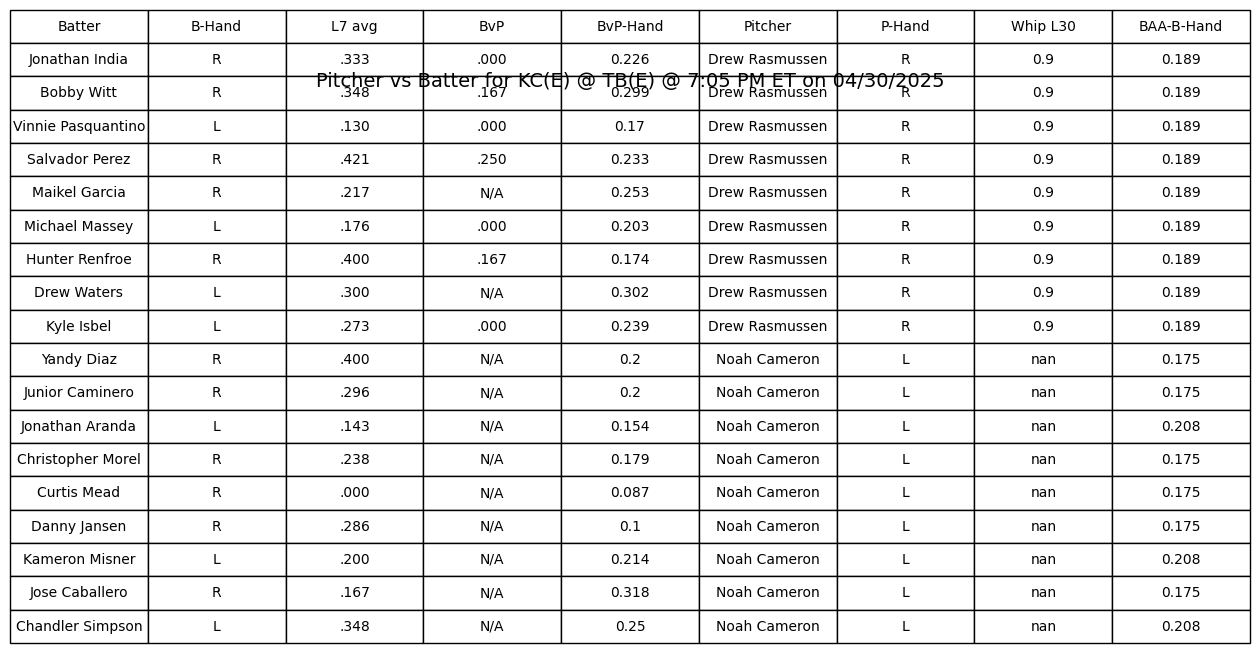 Batter B-Hand L7 avg BvP BvP-Hand Pitcher P-Hand Whip L30 BAA-B-Hand
Jonathan India R .333 .000 0.226 Drew Rasmussen R 0.9 0.189
Pitcher vs Batter for KC(E) @ TB(E) @ 7:05 PM ET on 04/30/2025
Bobby Witt R .348 .167 0.299 Drew Rasmussen R 0.9 0.189
Vinnie Pasquantino L .130 .000 0.17 Drew Rasmussen R 0.9 0.189
Salvador Perez R .421 .250 0.233 Drew Rasmussen R 0.9 0.189
Maikel Garcia R .217 N/A 0.253 Drew Rasmussen R 0.9 0.189
Michael Massey L .176 .000 0.203 Drew Rasmussen R 0.9 0.189
Hunter Renfroe R .400 .167 0.174 Drew Rasmussen R 0.9 0.189
Drew Waters L .300 N/A 0.302 Drew Rasmussen R 0.9 0.189
Kyle Isbel L .273 .000 0.239 Drew Rasmussen R 0.9 0.189
Yandy Diaz R .400 N/A 0.2 Noah Cameron L nan 0.175
Junior Caminero R .296 N/A 0.2 Noah Cameron L nan 0.175
Jonathan Aranda L .143 N/A 0.154 Noah Cameron L nan 0.208
Christopher Morel R .238 N/A 0.179 Noah Cameron L nan 0.175
Curtis Mead R .000 N/A 0.087 Noah Cameron L nan 0.175
Danny Jansen R .286 N/A 0.1 Noah Cameron L nan 0.175
Kameron Misner L .200 N/A 0.214 Noah Cameron L nan 0.208
Jose Caballero R .167 N/A 0.318 Noah Cameron L nan 0.175
Chandler Simpson L .348 N/A 0.25 Noah Cameron L nan 0.208